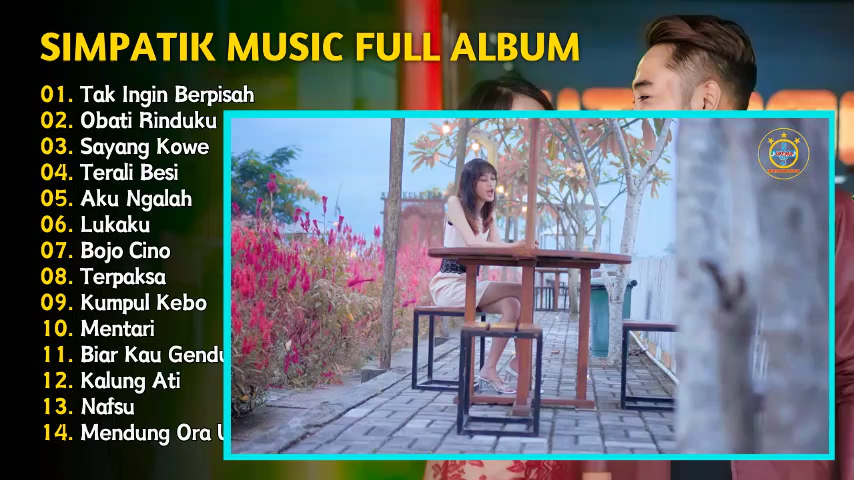 SIMPATIK MUSIC FULL ALBUM
01. Tak Ingin Berpisah
02. Obati Rinduku
03. Sayang Kowe
04. Terali Besi
05. Aku Ngalah
06. Lukaku
07. Bojo Cino
08. Terpaksa
09. Kumpul Kebo
10. Mentari
11. Biar Kau Gendu
12. Kalung Ati
13. Nafsu
14. Mendung Ora